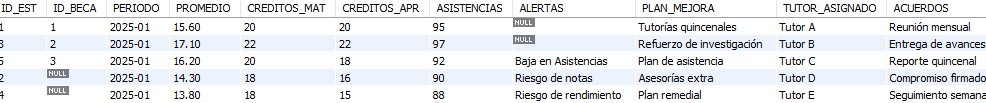 ID_EST ID_BECA PERIODO PROMEDIO CREDITOS_MAT CREDITOS_APR ASISTENCIAS ALERTAS PLAN_MEJORA TUTOR_ASIGNADO ACUERDOS
1 1 2025-01 15.60 20 20 95 NULL Tutorías quincenales Tutor A Reunión mensual
3 2 2025-01 17.10 22 22 97 NULL Refuerzo de investigación Tutor B Entrega de avances
5 3 2025-01 16.20 20 18 92 Baja en Asistencias Plan de asistencia Tutor C Reporte quincenal
2 NULL 2025-01 14.30 18 16 90 Riesgo de notas Asesorías extra Tutor D Compromiso firmado
4 NULL 2025-01 13.80 18 15 88 Riesgo de rendimiento Plan remedial Tutor E Seguimiento semana